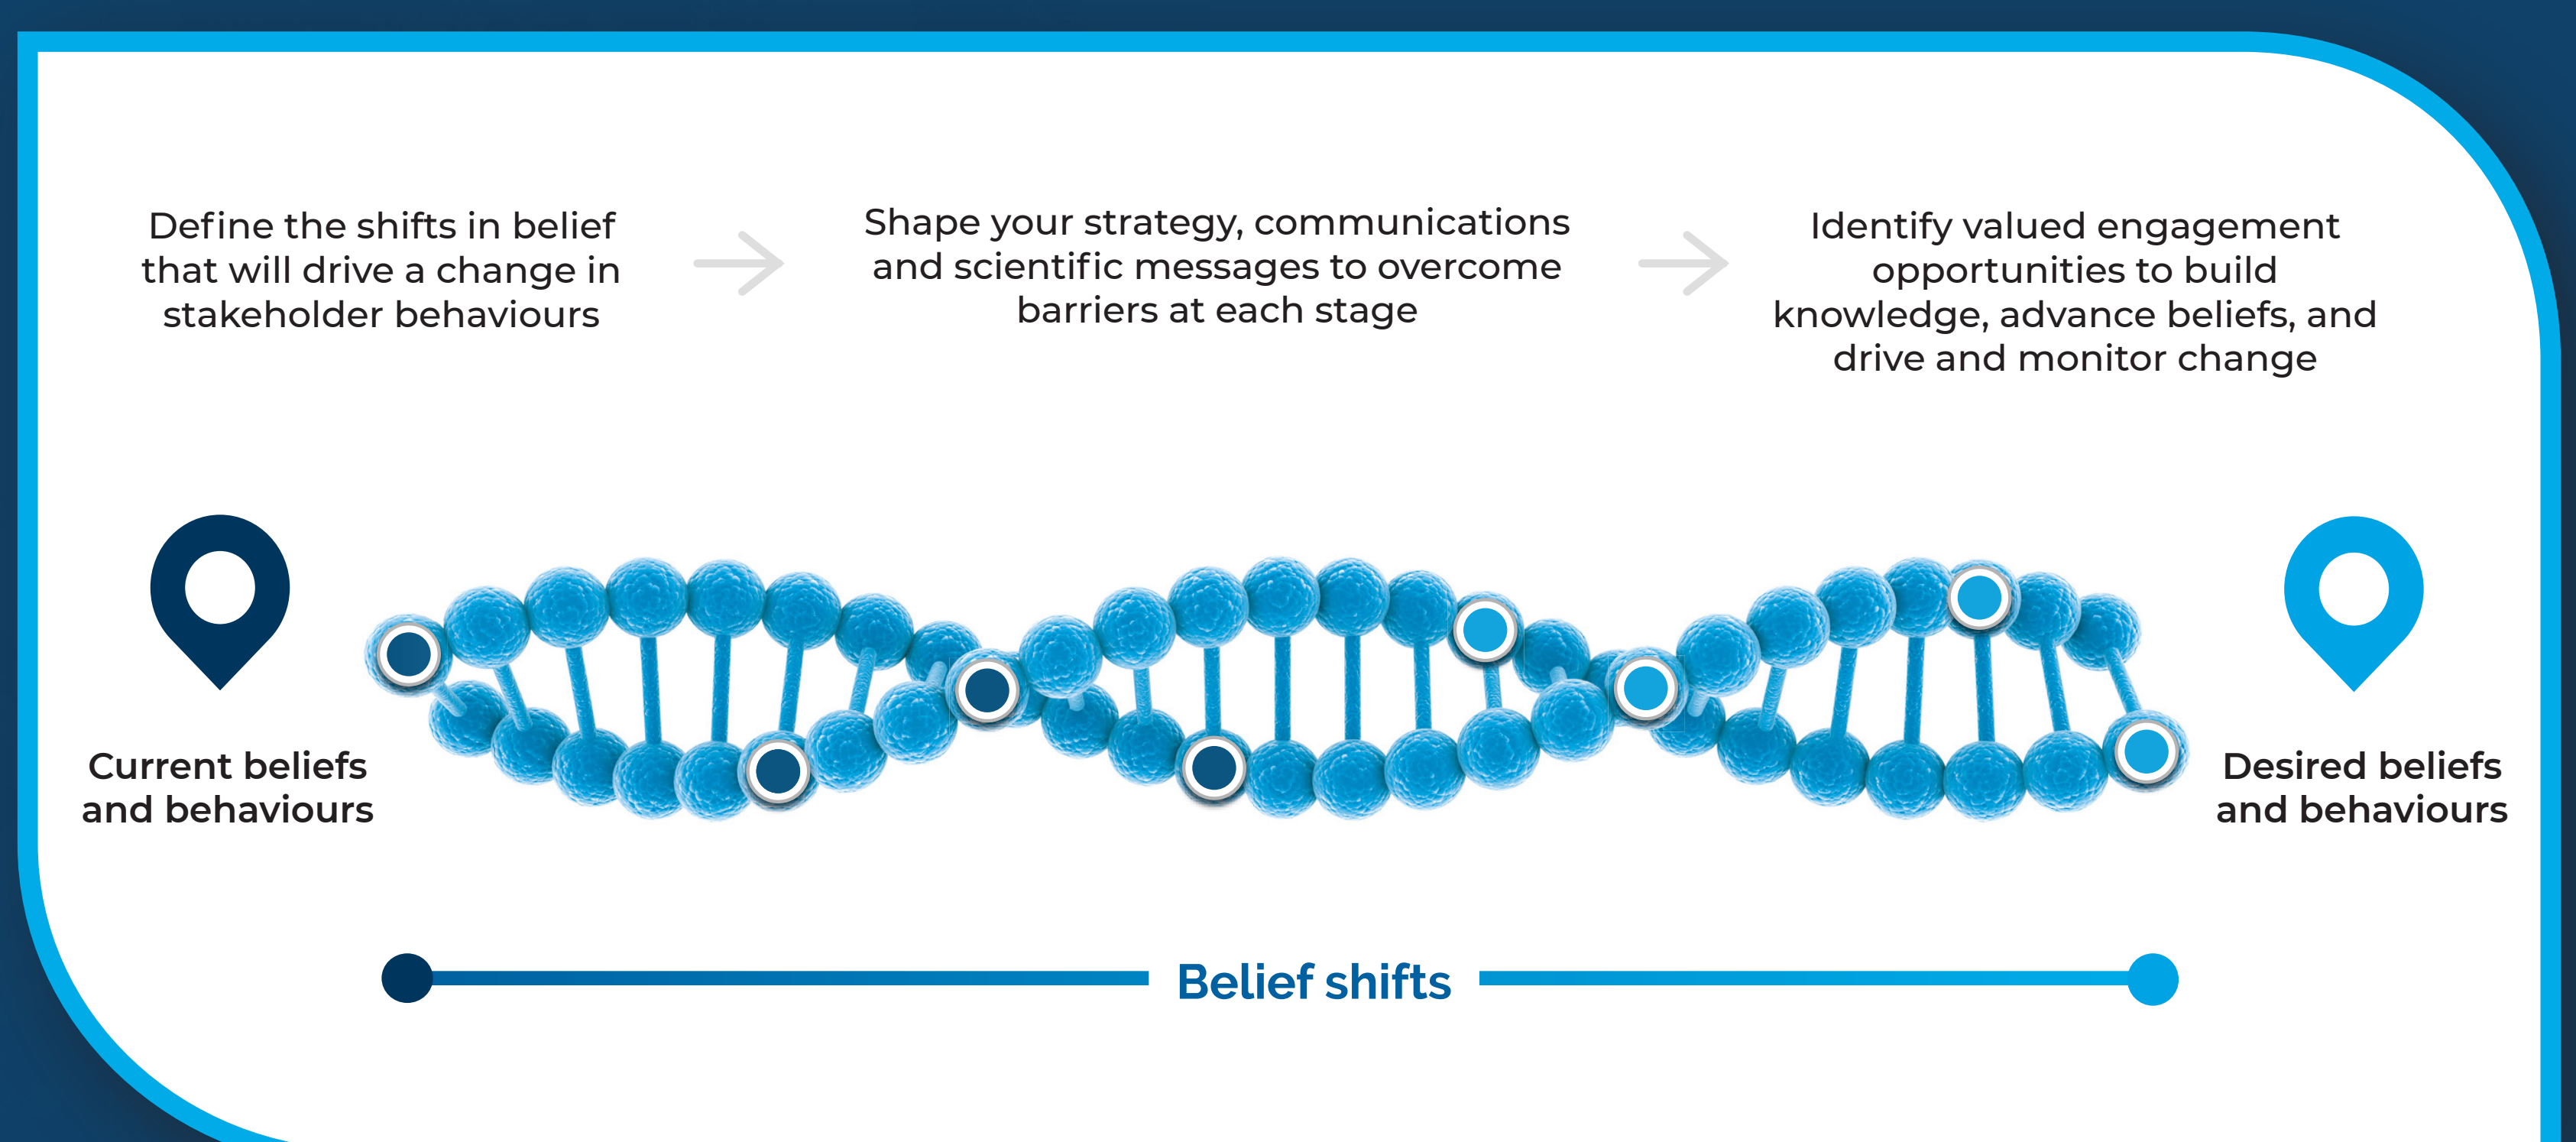 Define the shifts in belief
that will drive a change in
stakeholder behaviours
Shape your strategy, communications
and scientific messages to overcome
barriers at each stage
Identify valued engagement
opportunities to build
knowledge, advance beliefs, and
drive and monitor change
Current beliefs
and behaviours
Desired beliefs
and behaviours
Belief shifts